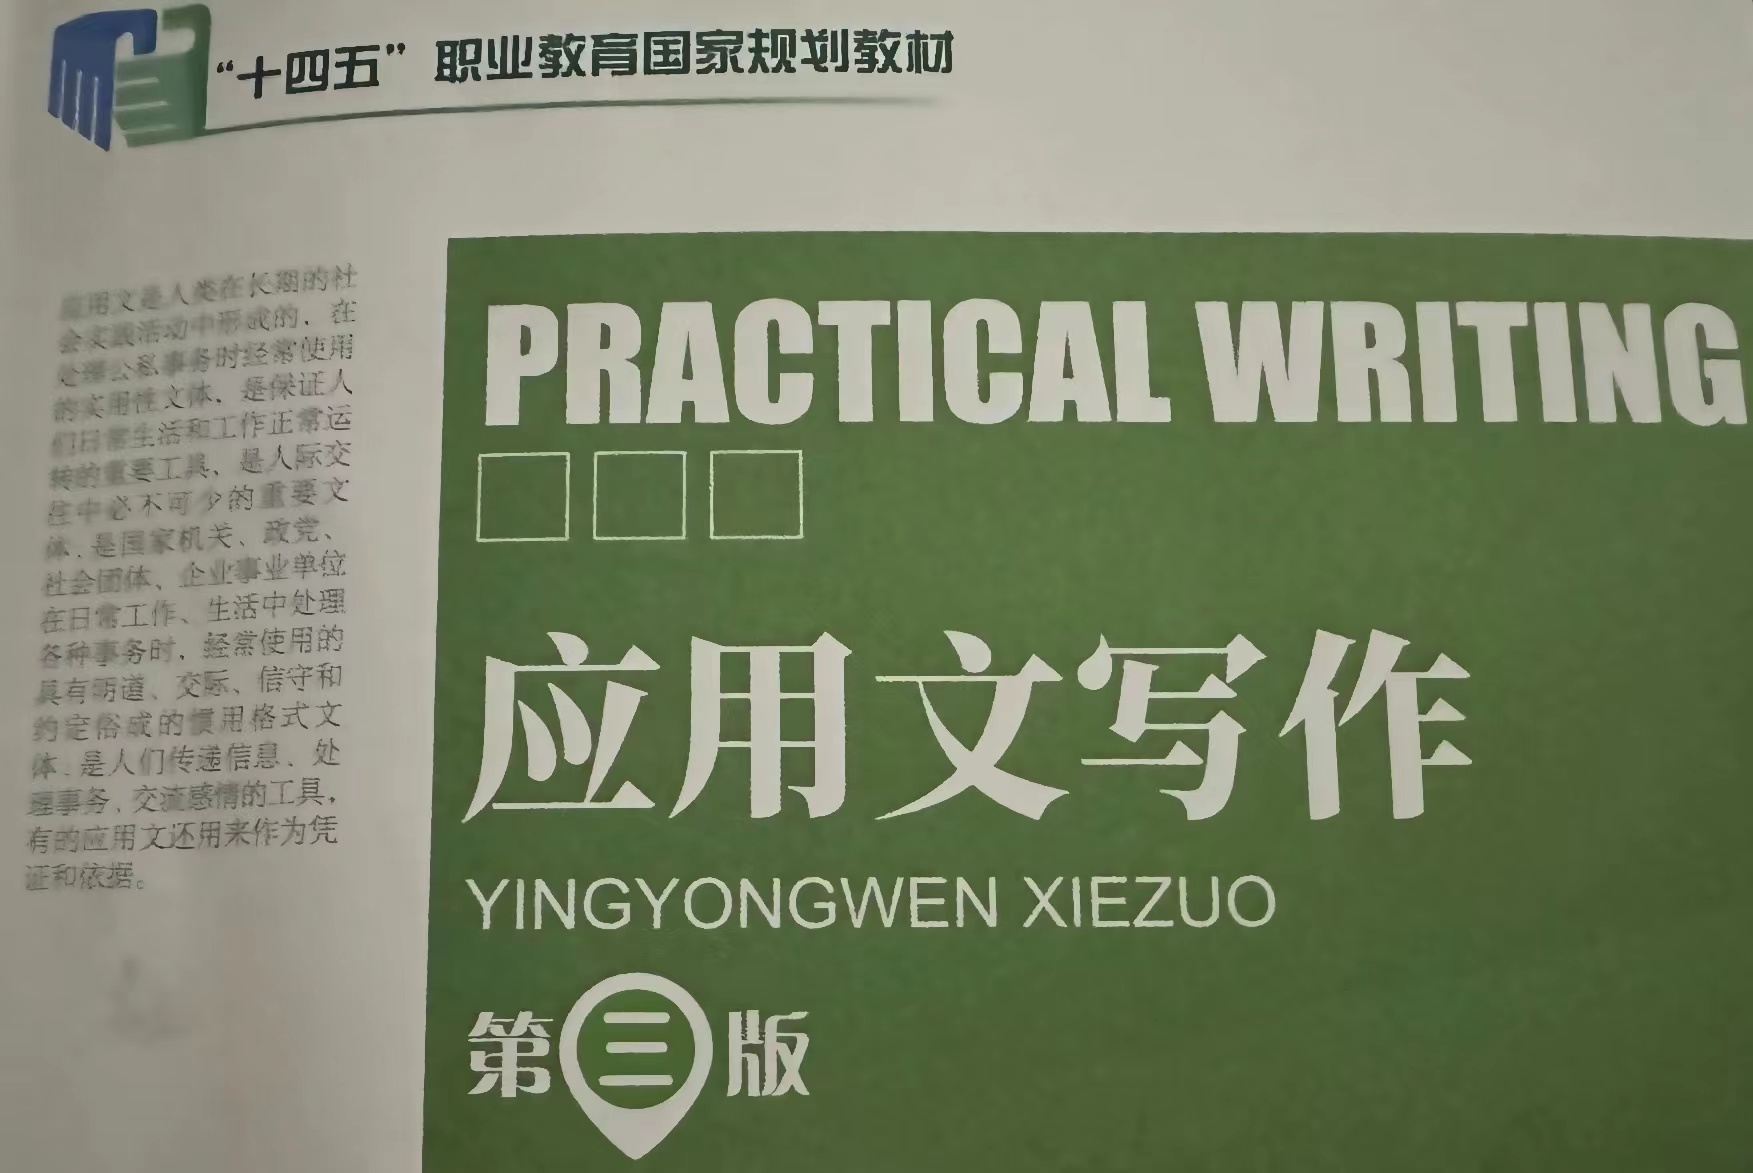 “十四五”职业教育国家规划教材
应用文是人类在长期的社
会实践活动中形成的，在
处理公私事务时经常使用
的实用性文体，是保证人
们日常生活和工作正常运
转的重要工具，是人际交
往中必不可少的重要文
体，是国家机关、政党、
社会团体、企业事业单位
在日常工作、生活中处理
各种事务时，经常使用的
具有明道、交际、信守和
约定俗成的惯用格式文
体，是人们传递信息、处
理事务、交流感情的工具，
有的应用文还用来作为凭
证和依据。
PRACTICAL WRITING
应用文写作
YINGYONGWEN XIEZUO
第三版